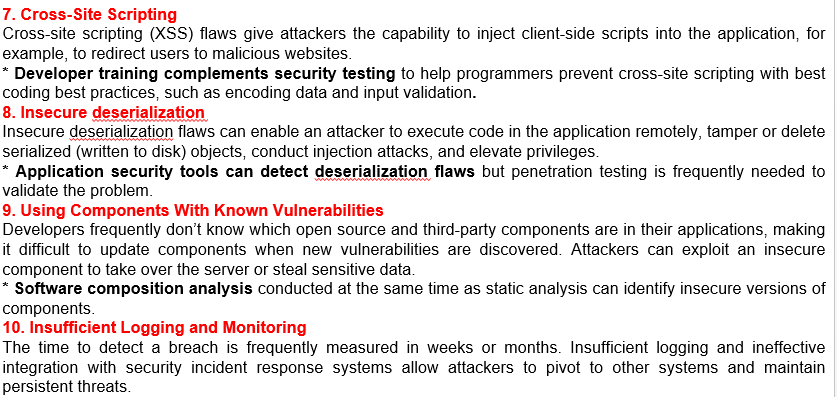 7. Cross-Site Scripting
Cross-site scripting (XSS) flaws give attackers the capability to inject client-side scripts into the application, for
example, to redirect users to malicious websites.
* Developer training complements security testing to help programmers prevent cross-site scripting with best
coding best practices, such as encoding data and input validation.
8. Insecure deserialization
Insecure deserialization flaws can enable an attacker to execute code in the application remotely, tamper or delete
serialized (written to disk) objects, conduct injection attacks, and elevate privileges.
* Application security tools can detect deserialization flaws but penetration testing is frequently needed to
validate the problem.
9. Using Components With Known Vulnerabilities
Developers frequently don’t know which open source and third-party components are in their applications, making
it difficult to update components when new vulnerabilities are discovered. Attackers can exploit an insecure
component to take over the server or steal sensitive data.
* Software composition analysis conducted at the same time as static analysis can identify insecure versions of
components.
10. Insufficient Logging and Monitoring
The time to detect a breach is frequently measured in weeks or months. Insufficient logging and ineffective
integration with security incident response systems allow attackers to pivot to other systems and maintain
persistent threats.